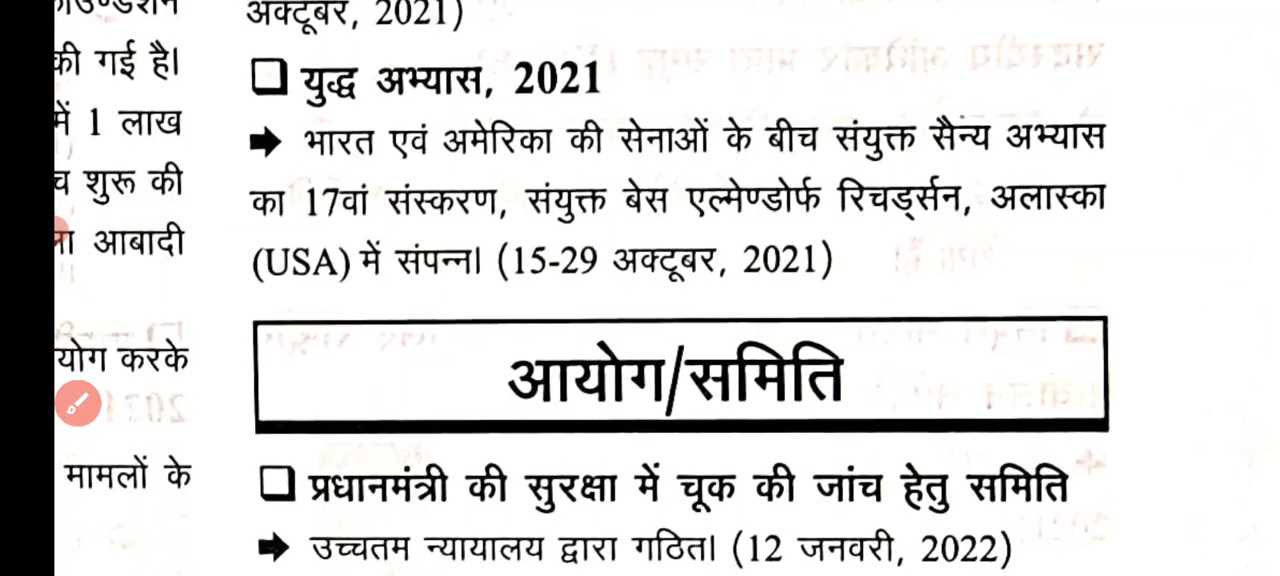 की गई है।
में 1 लाख
शुरू की
आबादी
करके
मामलों के
अक्टूबर, 2021)
युद्ध अभ्यास, 2021
➡ भारत एवं अमेरिका की सेनाओं के बीच संयुक्त सैन्य अभ्यास
का 17वां संस्करण, संयुक्त बेस एल्मेण्डोर्फ रिचर्ड्सन, अलास्का
(USA) में संपन्न। (15-29 अक्टूबर, 2021)
आयोग/समिति
प्रधानमंत्री की सुरक्षा में चूक की जांच हेतु समिति
➡ उच्चतम न्यायालय द्वारा गठित। (12 जनवरी, 2022)